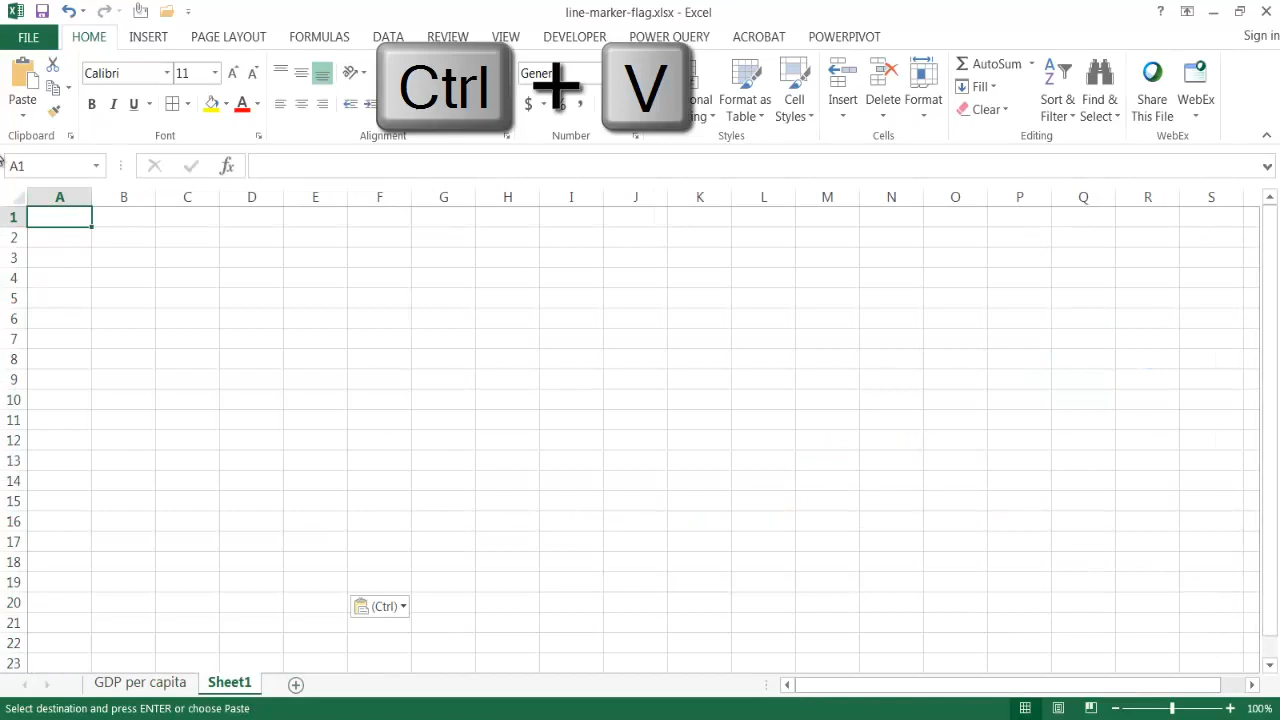 line-marker-flag.xlsx - Excel
?
FILE HOME INSERT PAGE LAYOUT FORMULAS DATA REVIEW VIEW DEVELOPER POWER QUERY ACROBAT POWERPIVOT Sign in
Ctrl + V
Paste
Calibri 11
B I U A
$ %
AutoSum
Fill
Clear
Format as Table
Cell Styles
Insert
Delete
Format
Sort & Filter
Find & Select
Share This File
WebEx
Clipboard Alignment Number Styles Cells Editing WebEx
A1 fx
A B C D E F G H I J K L M N O P Q R S
1
2
3
4
5
6
7
8
9
10
11
12
13
14
15
16
17
18
19
20
21
22
23
(Ctrl)
GDP per capita Sheet1
Select destination and press ENTER or choose Paste 100%